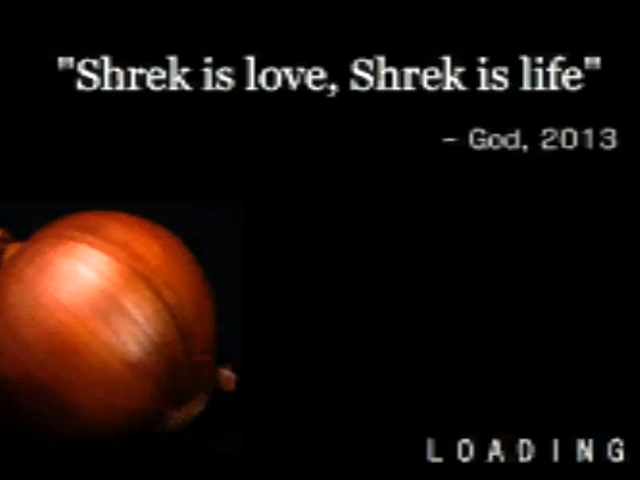 "Shrek is love, Shrek is life"
– God, 2013
LOADING